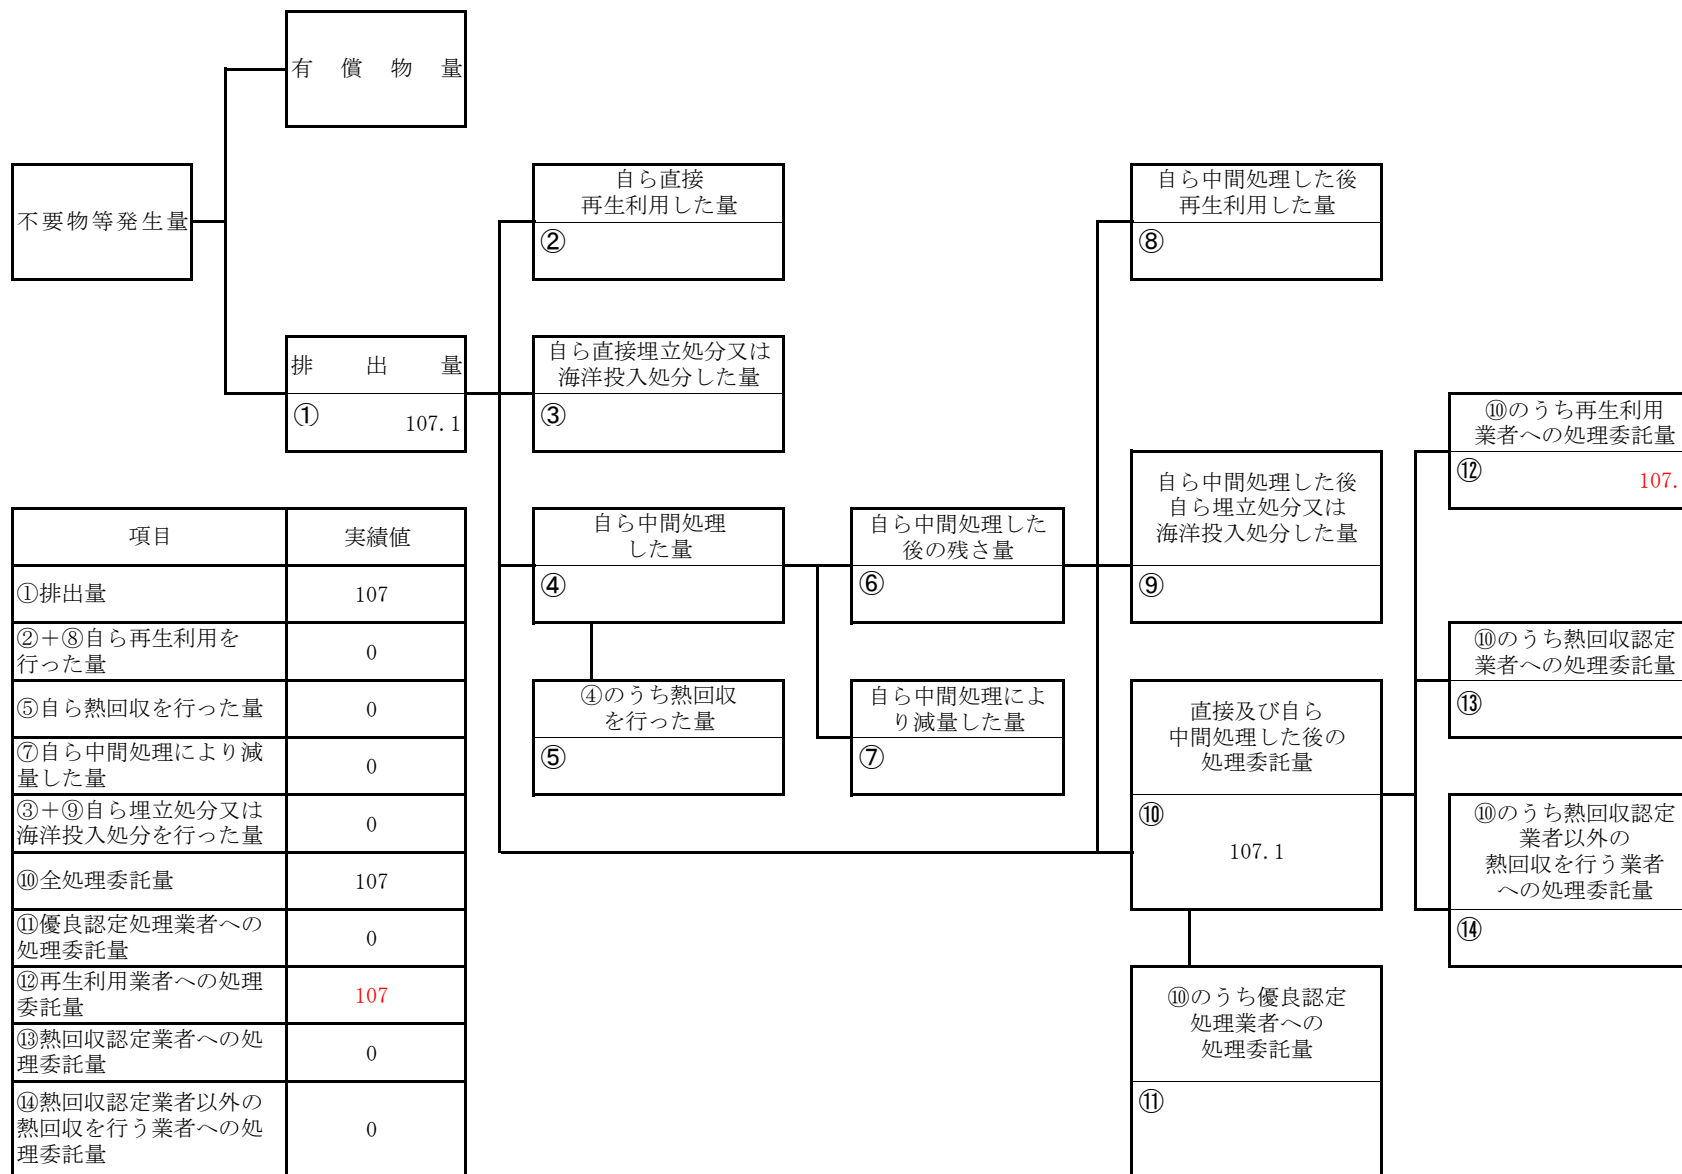 有償物量
不要物等発生量
排出量
①
107.1
自ら直接
再生利用した量
②
自ら直接埋立処分又は
海洋投入処分した量
③
自ら中間処理
した量
④
④のうち熱回収
を行った量
⑤
自ら中間処理した
後の残さ量
⑥
自ら中間処理によ
り減量した量
⑦
自ら中間処理した後
再生利用した量
⑧
自ら中間処理した後
自ら埋立処分又は
海洋投入処分した量
⑨
直接及び自ら
中間処理した後の
処理委託量
⑩
107.1
⑩のうち優良認定
処理業者への
処理委託量
⑪
⑩のうち再生利用
業者への処理委託量
⑫
107.
⑩のうち熱回収認定
業者への処理委託量
⑬
⑩のうち熱回収認定
業者以外の
熱回収を行う業者
への処理委託量
⑭
項目 実績値
①排出量 107
②＋⑧自ら再生利用を
行った量 0
⑤自ら熱回収を行った量 0
⑦自ら中間処理により減
量した量 0
③＋⑨自ら埋立処分又は
海洋投入処分を行った量 0
⑩全処理委託量 107
⑪優良認定処理業者への
処理委託量 0
⑫再生利用業者への処理
委託量 107
⑬熱回収認定業者への処
理委託量 0
⑭熱回収認定業者以外の
熱回収を行う業者への処
理委託量 0